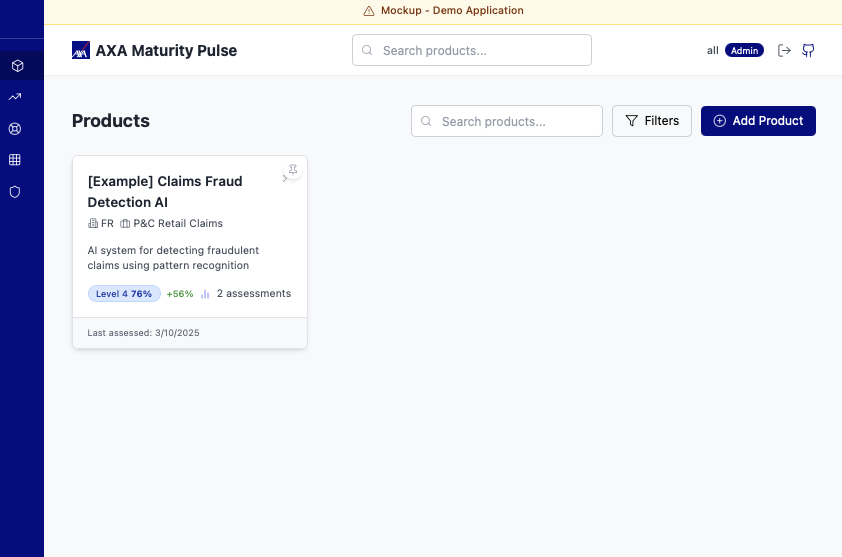 Mockup - Demo Application
AXA
AXA Maturity Pulse
Search products...
all
Admin
Products
Search products...
Filters
Add Product
[Example] Claims Fraud
Detection AI
FR
P&C Retail Claims
AI system for detecting fraudulent
claims using pattern recognition
Level 4 76%
+56%
2 assessments
Last assessed: 3/10/2025